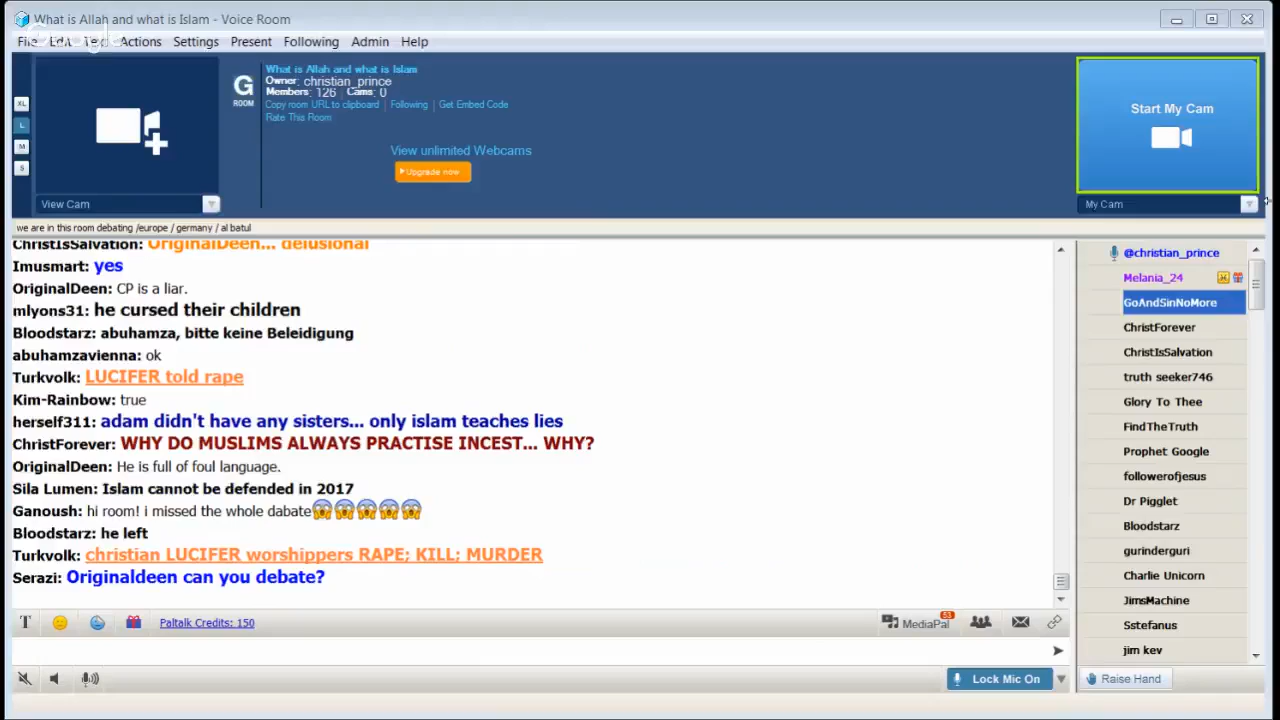 What is Allah and what is Islam - Voice Room
File Edit Text Actions Settings Present Following Admin Help
Google
XL
L
M
S
G
ROOM
What is Allah and what is Islam
Owner: christian_prince
Members: 126 Cams: 0
Copy room URL to clipboard | Following | Get Embed Code
Rate This Room
View unlimited Webcams
Upgrade now
Start My Cam
View Cam
My Cam
we are in this room debating /europe / germany / al batul
ChristIsSalvation: OriginalDeen... delusional
Imusmart: yes
OriginalDeen: CP is a liar.
mlyons31: he cursed their children
Bloodstarz: abuhamza, bitte keine Beleidigung
abuhamzavienna: ok
Turkvolk: LUCIFER told rape
Kim-Rainbow: true
herself311: adam didn't have any sisters... only islam teaches lies
ChristForever: WHY DO MUSLIMS ALWAYS PRACTISE INCEST... WHY?
OriginalDeen: He is full of foul language.
Sila Lumen: Islam cannot be defended in 2017
Ganoush: hi room! i missed the whole dabate
Bloodstarz: he left
Turkvolk: christian LUCIFER worshippers RAPE; KILL; MURDER
Serazi: Originaldeen can you debate?
@christian_prince
Melania_24
GoAndSinNoMore
ChristForever
ChristIsSalvation
truth seeker746
Glory To Thee
FindTheTruth
Prophet Google
followerofjesus
Dr Pigglet
Bloodstarz
gurinderguri
Charlie Unicorn
JimsMachine
Sstefanus
jim kev
T
Paltalk Credits: 150
MediaPal
53
Lock Mic On
Raise Hand